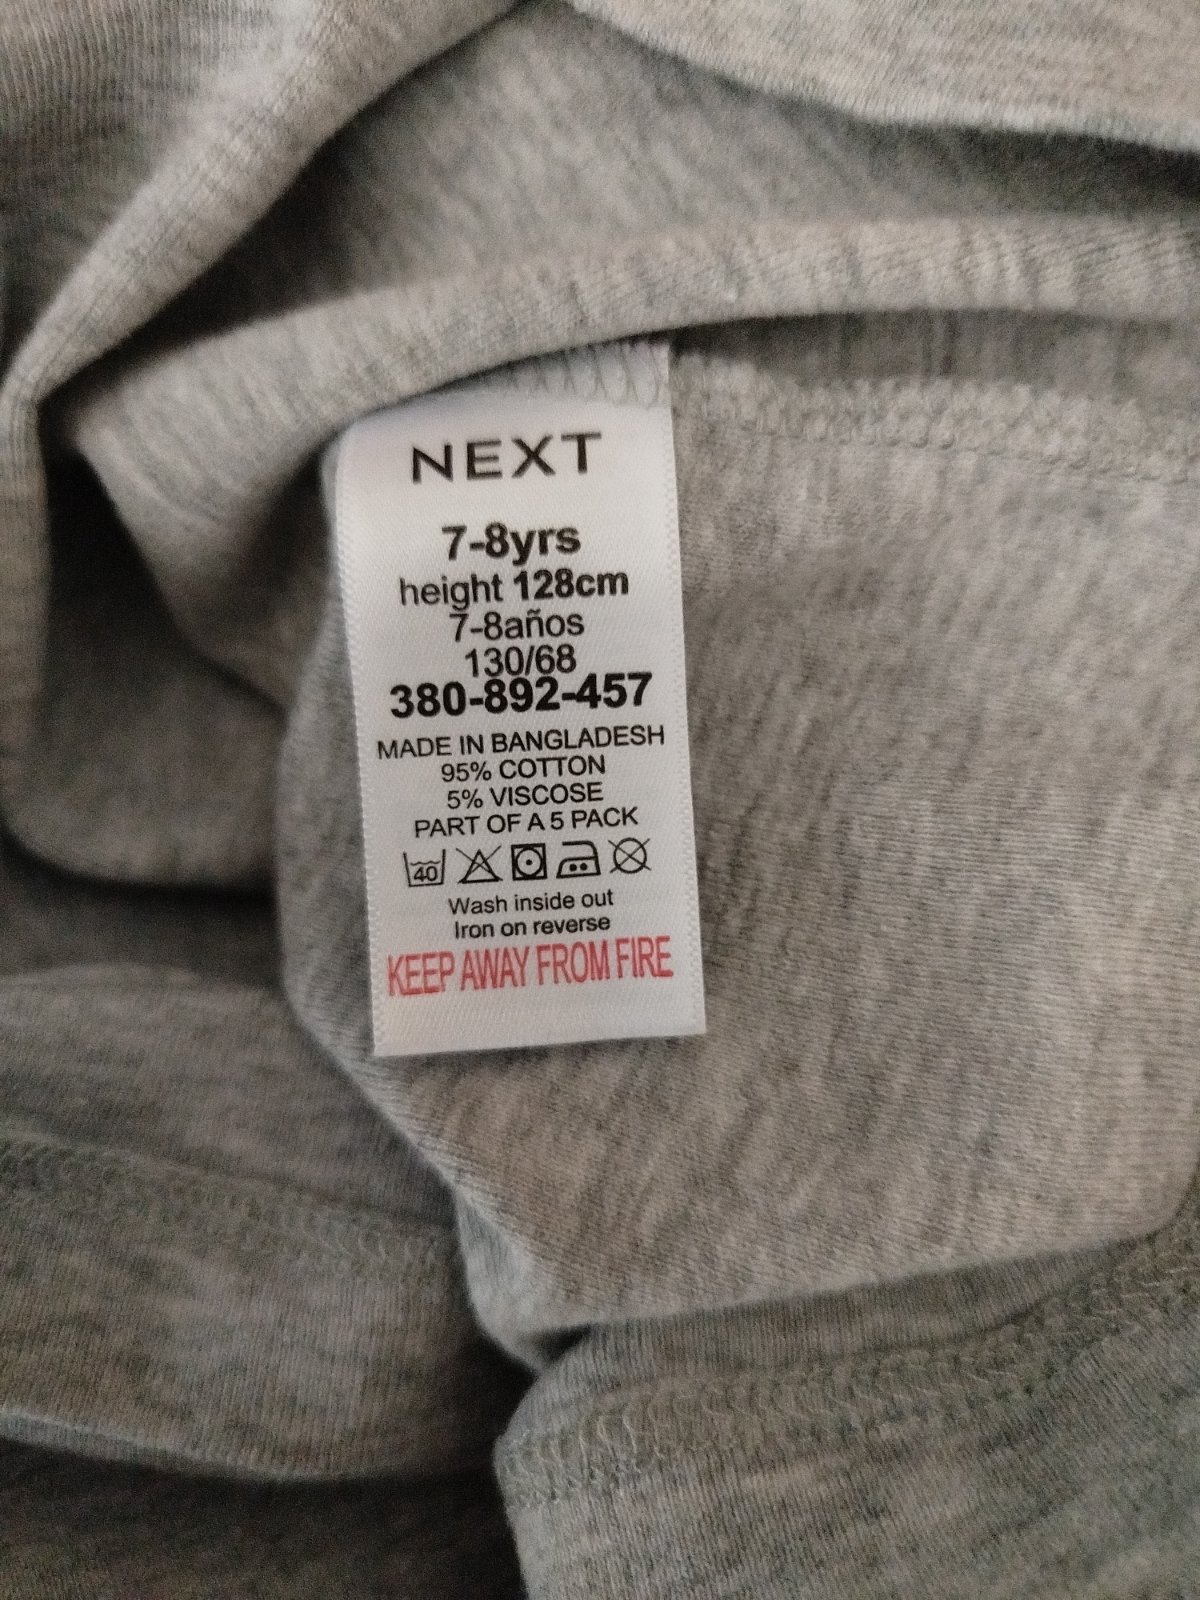 NEXT
7-8yrs
height 128cm
7-8años
130/68
380-892-457
MADE IN BANGLADESH
95% COTTON
5% VISCOSE
PART OF A 5 PACK
40
Wash inside out
Iron on reverse
KEEP AWAY FROM FIRE